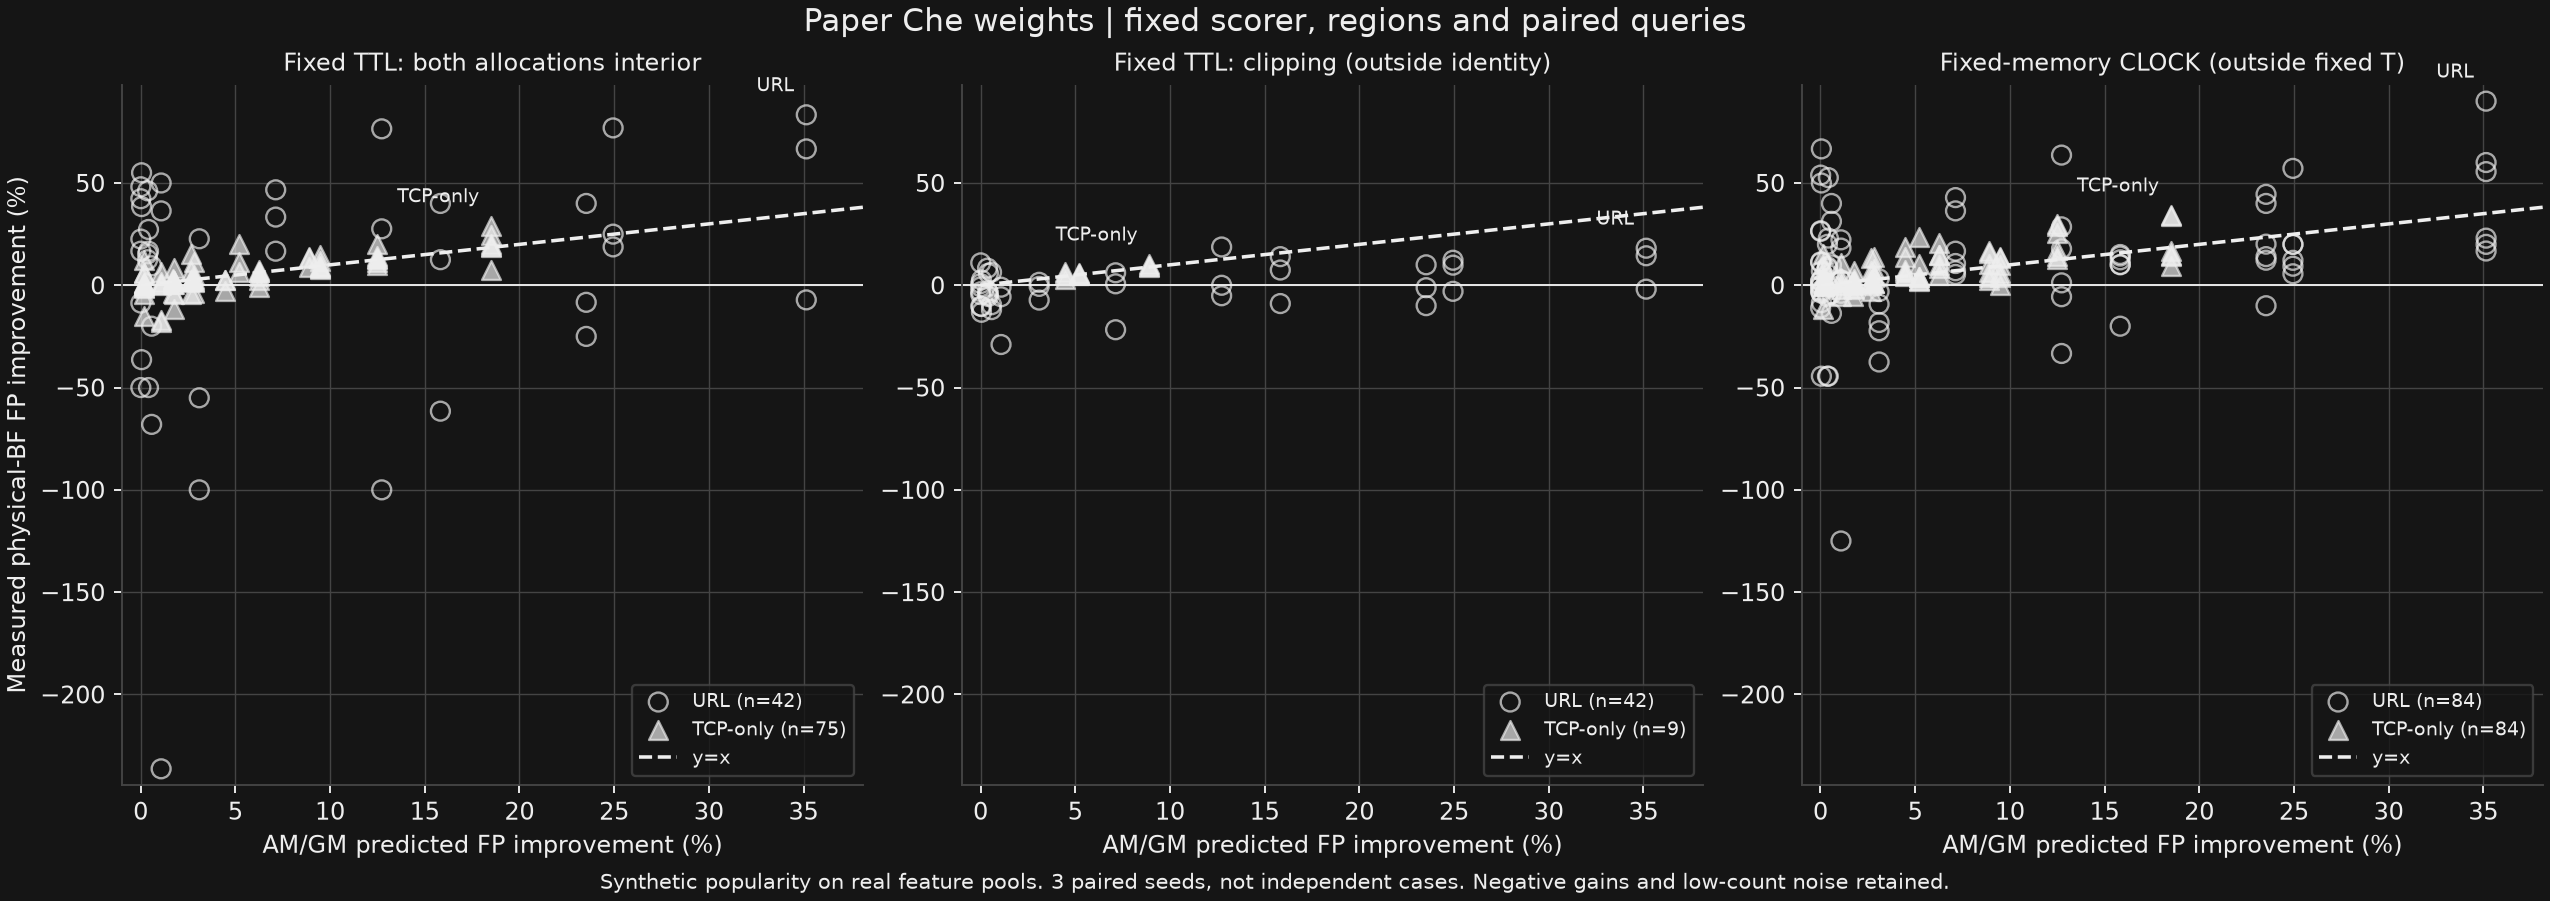 Paper Che weights | fixed scorer, regions and paired queries
Fixed TTL: both allocations interior
Measured physical-BF FP improvement (%)
50
0
−50
−100
−150
−200
URL
TCP-only
URL (n=42)
TCP-only (n=75)
y=x
0 5 10 15 20 25 30 35
AM/GM predicted FP improvement (%)
Fixed TTL: clipping (outside identity)
50
0
−50
−100
−150
−200
TCP-only
URL
URL (n=42)
TCP-only (n=9)
y=x
0 5 10 15 20 25 30 35
AM/GM predicted FP improvement (%)
Fixed-memory CLOCK (outside fixed T)
50
0
−50
−100
−150
−200
URL
TCP-only
URL (n=84)
TCP-only (n=84)
y=x
0 5 10 15 20 25 30 35
AM/GM predicted FP improvement (%)
Synthetic popularity on real feature pools. 3 paired seeds, not independent cases. Negative gains and low-count noise retained.